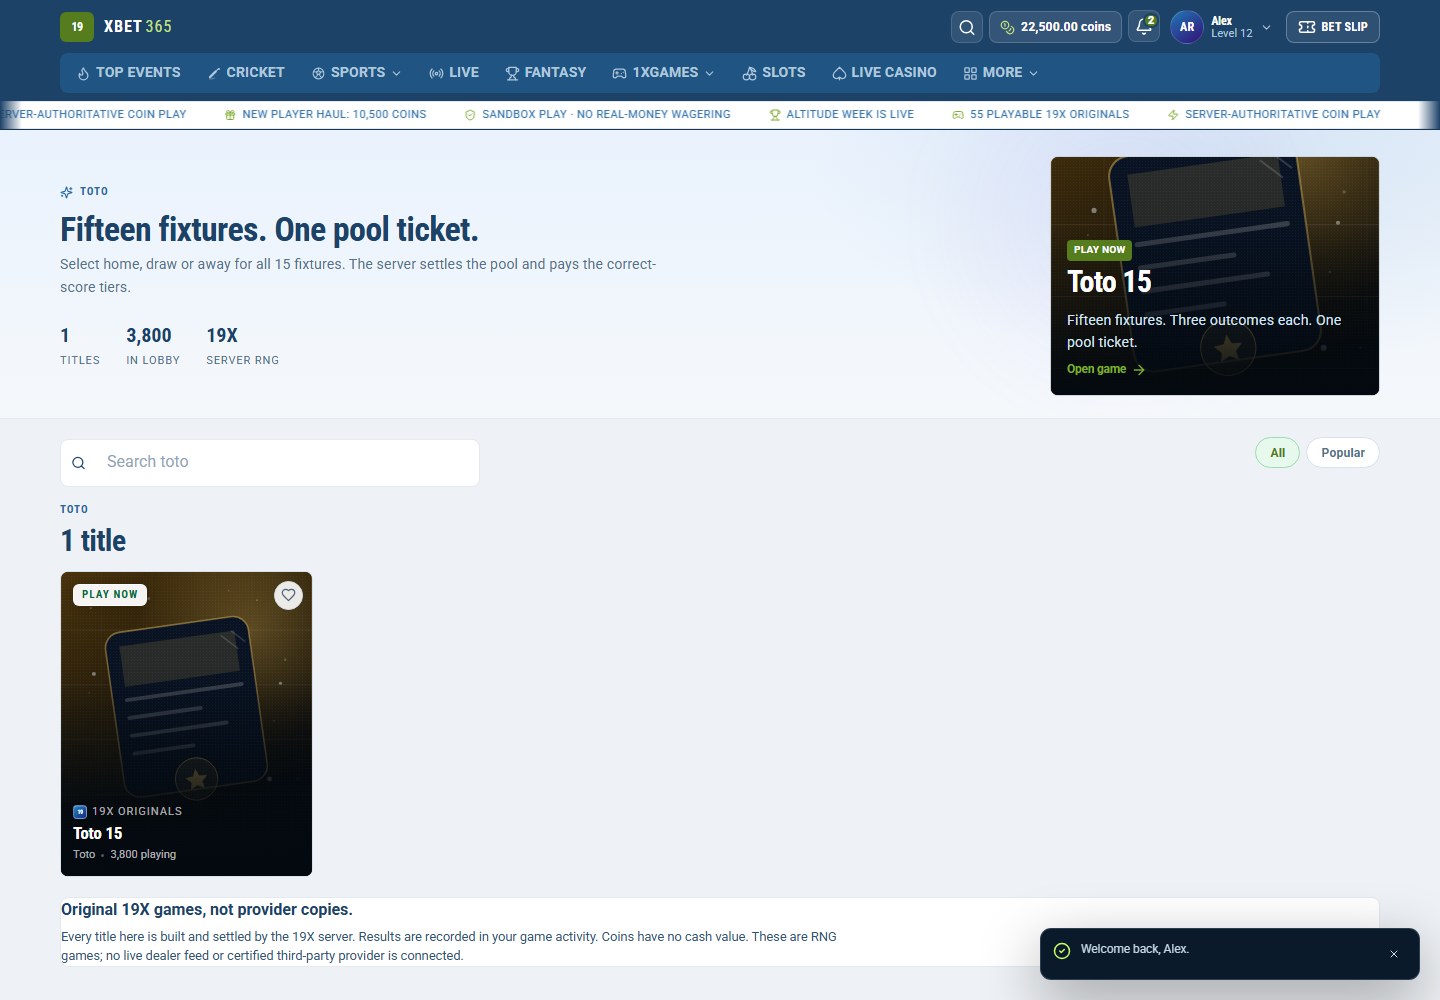 19 XBET 365
22,500.00 coins
2
AR
Alex
Level 12
BET SLIP
TOP EVENTS
CRICKET
SPORTS
LIVE
FANTASY
1XGAMES
SLOTS
LIVE CASINO
MORE
ERVER-AUTHORITATIVE COIN PLAY
NEW PLAYER HAUL: 10,500 COINS
SANDBOX PLAY · NO REAL-MONEY WAGERING
ALTITUDE WEEK IS LIVE
55 PLAYABLE 19X ORIGINALS
SERVER-AUTHORITATIVE COIN PLAY
TOTO
Fifteen fixtures. One pool ticket.
Select home, draw or away for all 15 fixtures. The server settles the pool and pays the correct-
score tiers.
1
TITLES
3,800
IN LOBBY
19X
SERVER RNG
PLAY NOW
Toto 15
Fifteen fixtures. Three outcomes each. One
pool ticket.
Open game
Search toto
All
Popular
TOTO
1 title
PLAY NOW
19 19X ORIGINALS
Toto 15
Toto • 3,800 playing
Original 19X games, not provider copies.
Every title here is built and settled by the 19X server. Results are recorded in your game activity. Coins have no cash value. These are RNG
games; no live dealer feed or certified third-party provider is connected.
Welcome back, Alex.